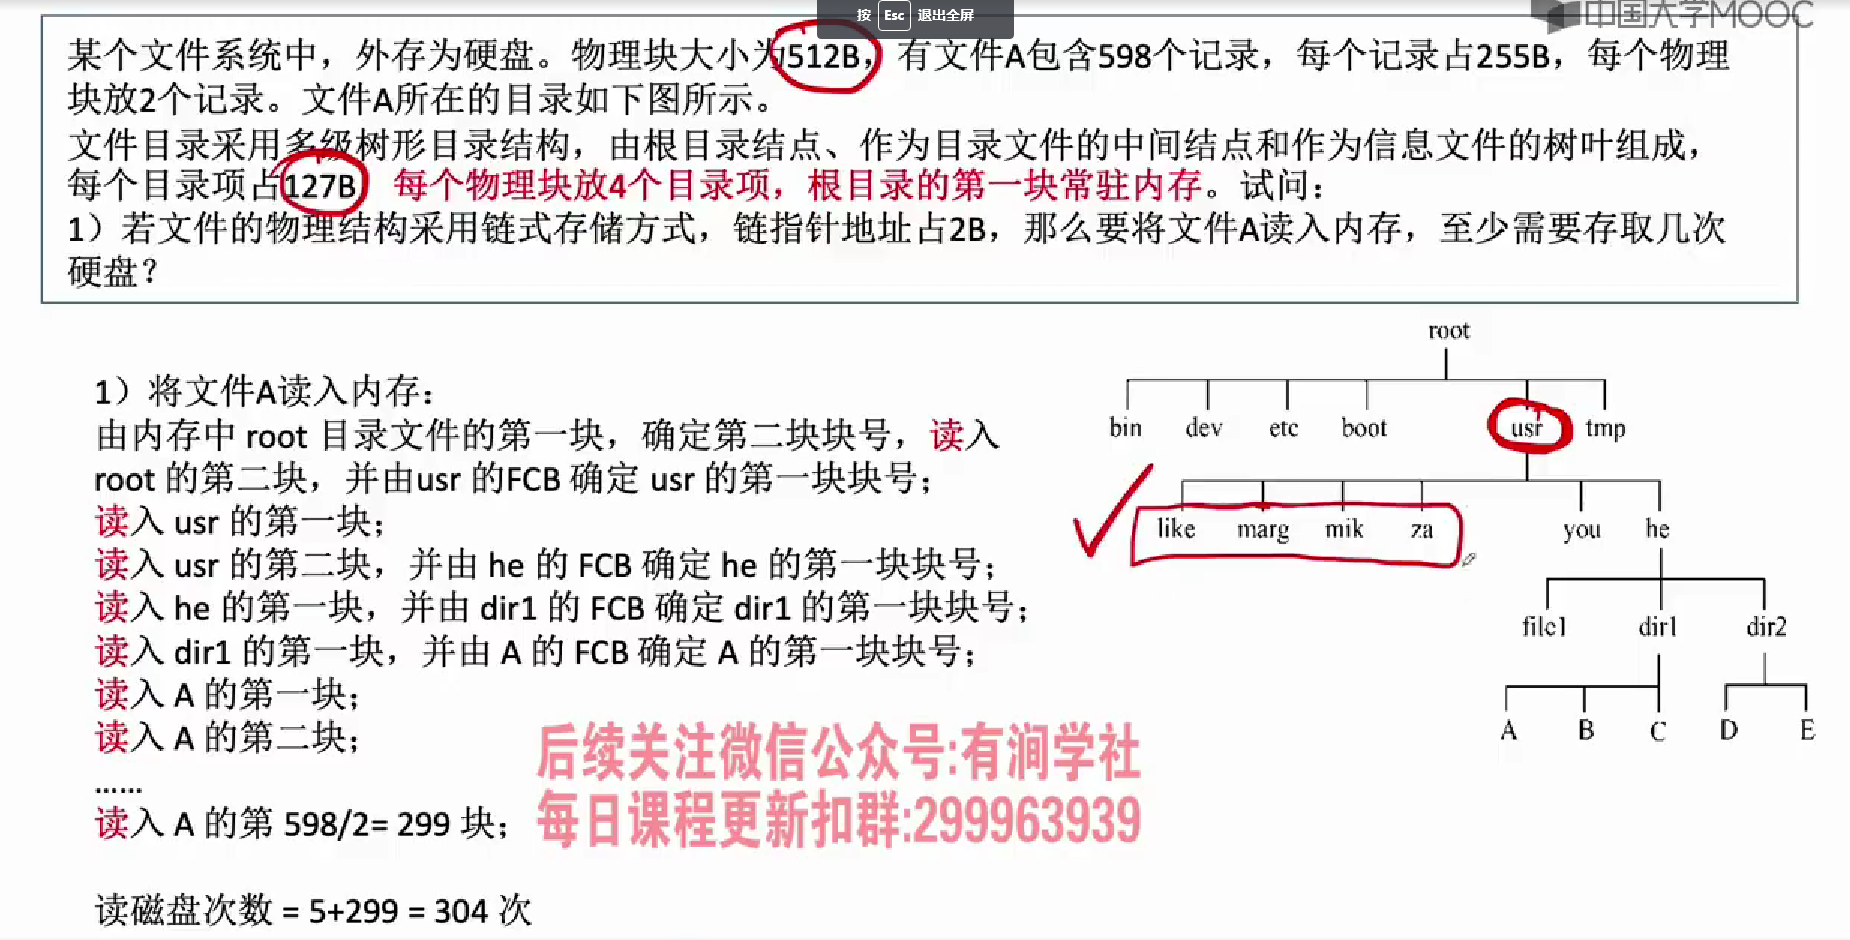 按 Esc 退出全屏
中国大学MOOC
某个文件系统中，外存为硬盘。物理块大小为512B，有文件A包含598个记录，每个记录占255B，每个物理
块放2个记录。文件A所在的目录如下图所示。
文件目录采用多级树形目录结构，由根目录结点、作为目录文件的中间结点和作为信息文件的树叶组成，
每个目录项占127B 每个物理块放4个目录项，根目录的第一块常驻内存。试问：
1）若文件的物理结构采用链式存储方式，链指针地址占2B，那么要将文件A读入内存，至少需要存取几次
硬盘？
root
bin dev etc boot usr tmp
like marg mik za you he
file1 dir1 dir2
A B C D E
1）将文件A读入内存：
由内存中 root 目录文件的第一块，确定第二块块号，读入
root 的第二块，并由usr 的FCB 确定 usr 的第一块块号；
读入 usr 的第一块；
读入 usr 的第二块，并由 he 的 FCB 确定 he 的第一块块号；
读入 he 的第一块，并由 dir1 的 FCB 确定 dir1 的第一块块号；
读入 dir1 的第一块，并由 A 的 FCB 确定 A 的第一块块号；
读入 A 的第一块；
读入 A 的第二块；
......
读入 A 的第 598/2= 299 块；
读磁盘次数 = 5+299 = 304 次
后续关注微信公众号:有涧学社
每日课程更新扣群:299963939